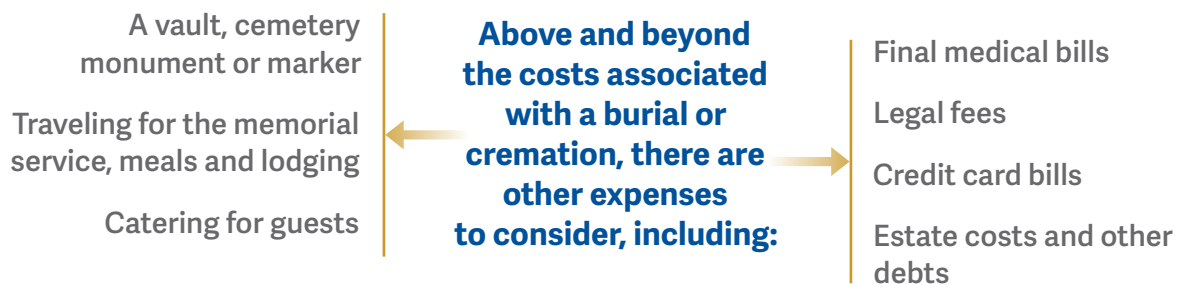 A vault, cemetery
monument or marker
Traveling for the memorial
service, meals and lodging
Catering for guests
Above and beyond
the costs associated
with a burial or
cremation, there are
other expenses
to consider, including:
Final medical bills
Legal fees
Credit card bills
Estate costs and other
debts